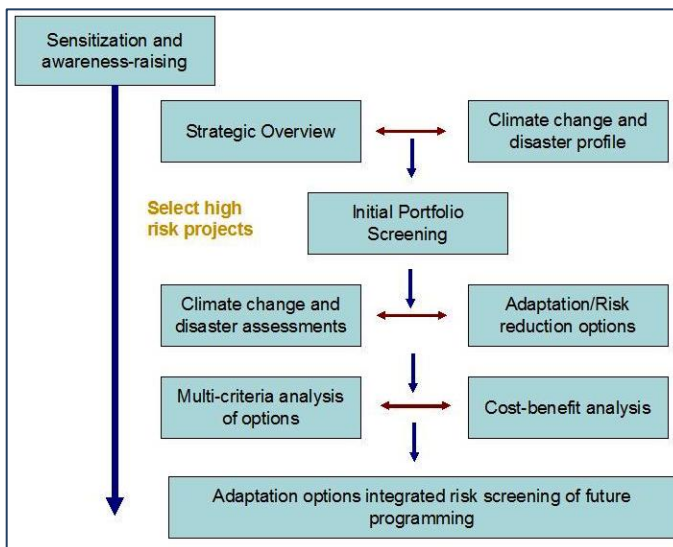 Sensitization and
awareness-raising
Strategic Overview
Climate change and
disaster profile
Select high
risk projects
Initial Portfolio
Screening
Climate change and
disaster assessments
Adaptation/Risk
reduction options
Multi-criteria analysis
of options
Cost-benefit analysis
Adaptation options integrated risk screening of future
programming